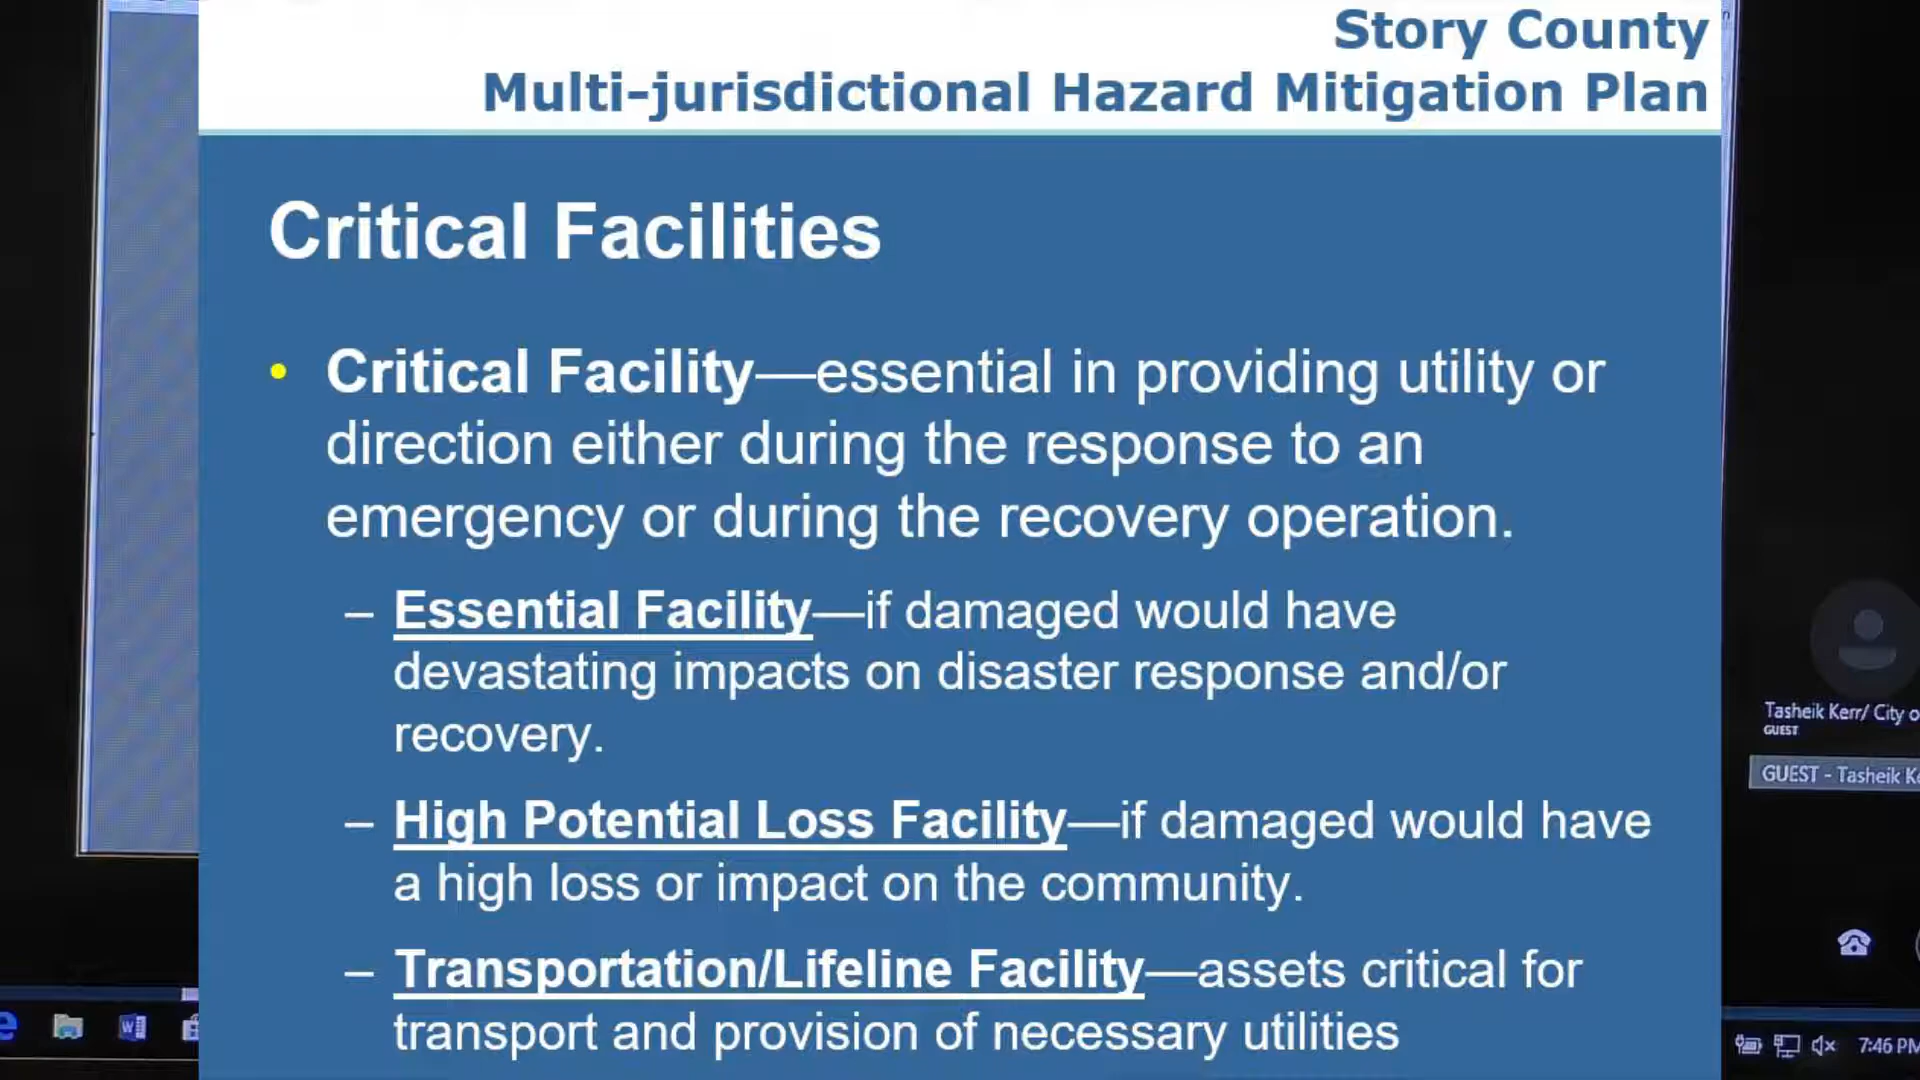 Story County
Multi-jurisdictional Hazard Mitigation Plan
Critical Facilities
• Critical Facility—essential in providing utility or
direction either during the response to an
emergency or during the recovery operation.
– Essential Facility—if damaged would have
devastating impacts on disaster response and/or
recovery.
– High Potential Loss Facility—if damaged would have
a high loss or impact on the community.
– Transportation/Lifeline Facility—assets critical for
transport and provision of necessary utilities
Tasheik Kerr/ City
GUEST
GUEST - Tasheik
7:46 PM